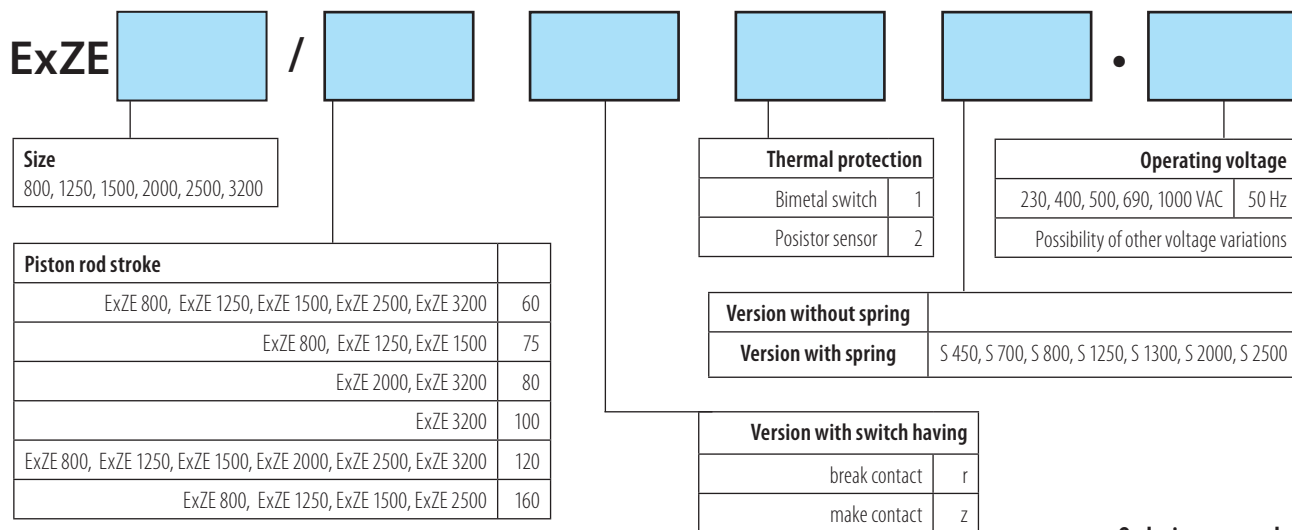 ExZE / •
Size
800, 1250, 1500, 2000, 2500, 3200
Thermal protection
Bimetal switch 1
Posistor sensor 2
Operating voltage
230, 400, 500, 690, 1000 VAC 50 Hz
Possibility of other voltage variations
Piston rod stroke
ExZE 800, ExZE 1250, ExZE 1500, ExZE 2500, ExZE 3200 60
ExZE 800, ExZE 1250, ExZE 1500 75
ExZE 2000, ExZE 3200 80
ExZE 3200 100
ExZE 800, ExZE 1250, ExZE 1500, ExZE 2000, ExZE 2500, ExZE 3200 120
ExZE 800, ExZE 1250, ExZE 1500, ExZE 2500 160
Version without spring
Version with spring S 450, S 700, S 800, S 1250, S 1300, S 2000, S 2500
Version with switch having
break contact r
make contact z